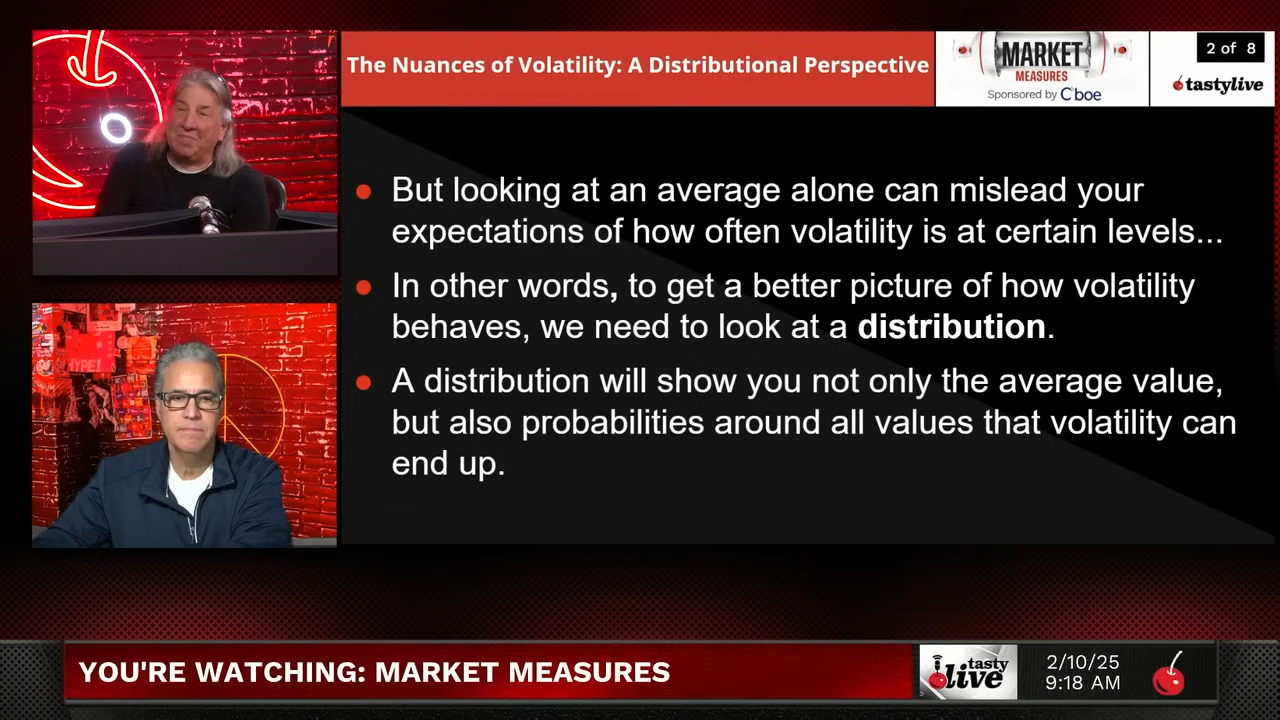 The Nuances of Volatility: A Distributional Perspective
MARKET
MEASURES
Sponsored by Cboe
2 of 8
tastylive
But looking at an average alone can mislead your
expectations of how often volatility is at certain levels...
In other words, to get a better picture of how volatility
behaves, we need to look at a distribution.
A distribution will show you not only the average value,
but also probabilities around all values that volatility can
end up.
HYPE!
YOU'RE WATCHING: MARKET MEASURES
tasty
live
2/10/25
9:18 AM